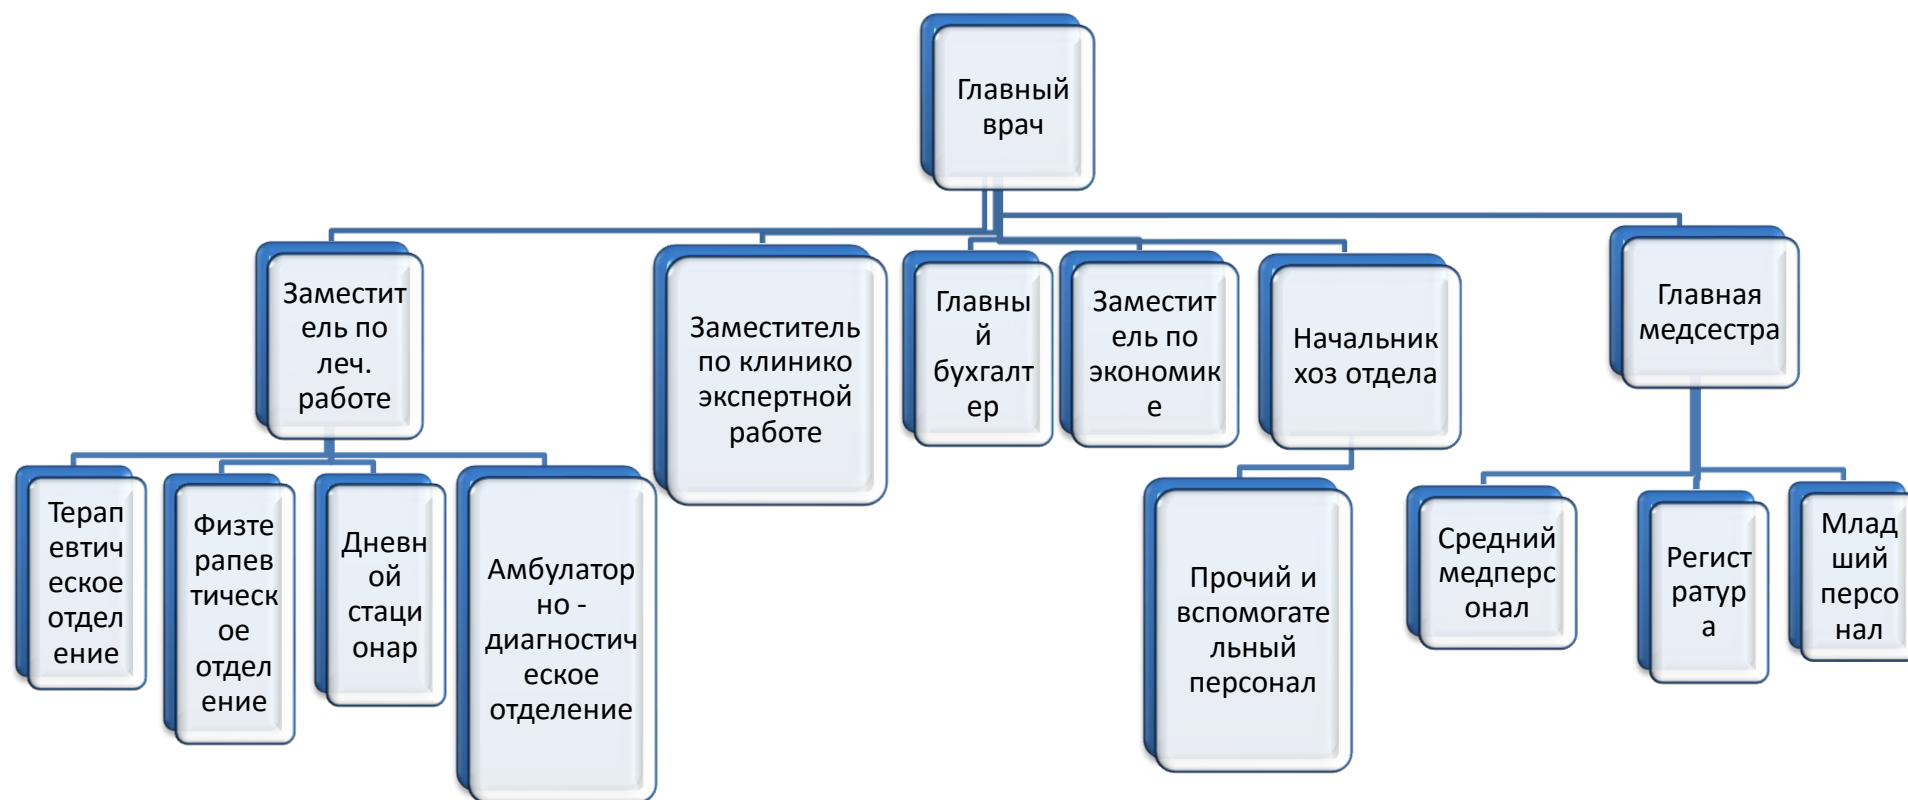 Главный
врач
Заместит
ель по
леч.
работе
Заместитель
по клинико
экспертной
работе
Главны
й
бухгалт
ер
Заместит
ель по
экономик
е
Начальник
хоз отдела
Главная
медсестра
Терап
евтич
еское
отдел
ение
Физте
рапев
тическ
ое
отдел
ение
Дневн
ой
стаци
онар
Амбулатор
но -
диагностич
еское
отделение
Прочий и
вспомогате
льный
персонал
Средний
медперс
онал
Регист
ратур
а
Млад
ший
персо
нал